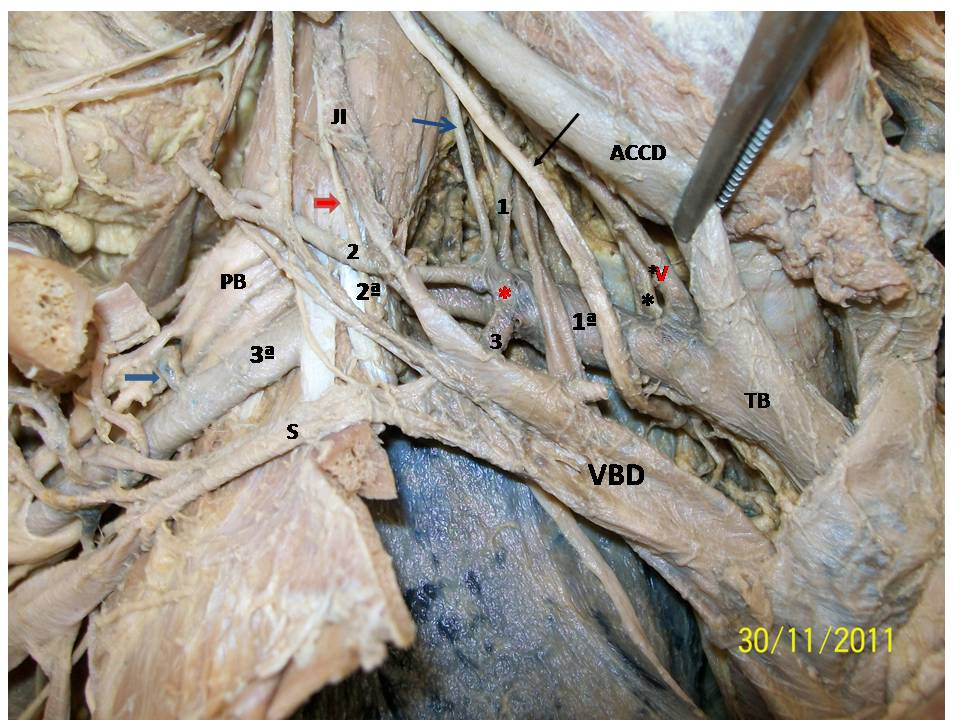 JI
ACCD
1
2
PB
2ª
*
V
*
*
1ª
3
3ª
TB
S
VBD
30/11/2011